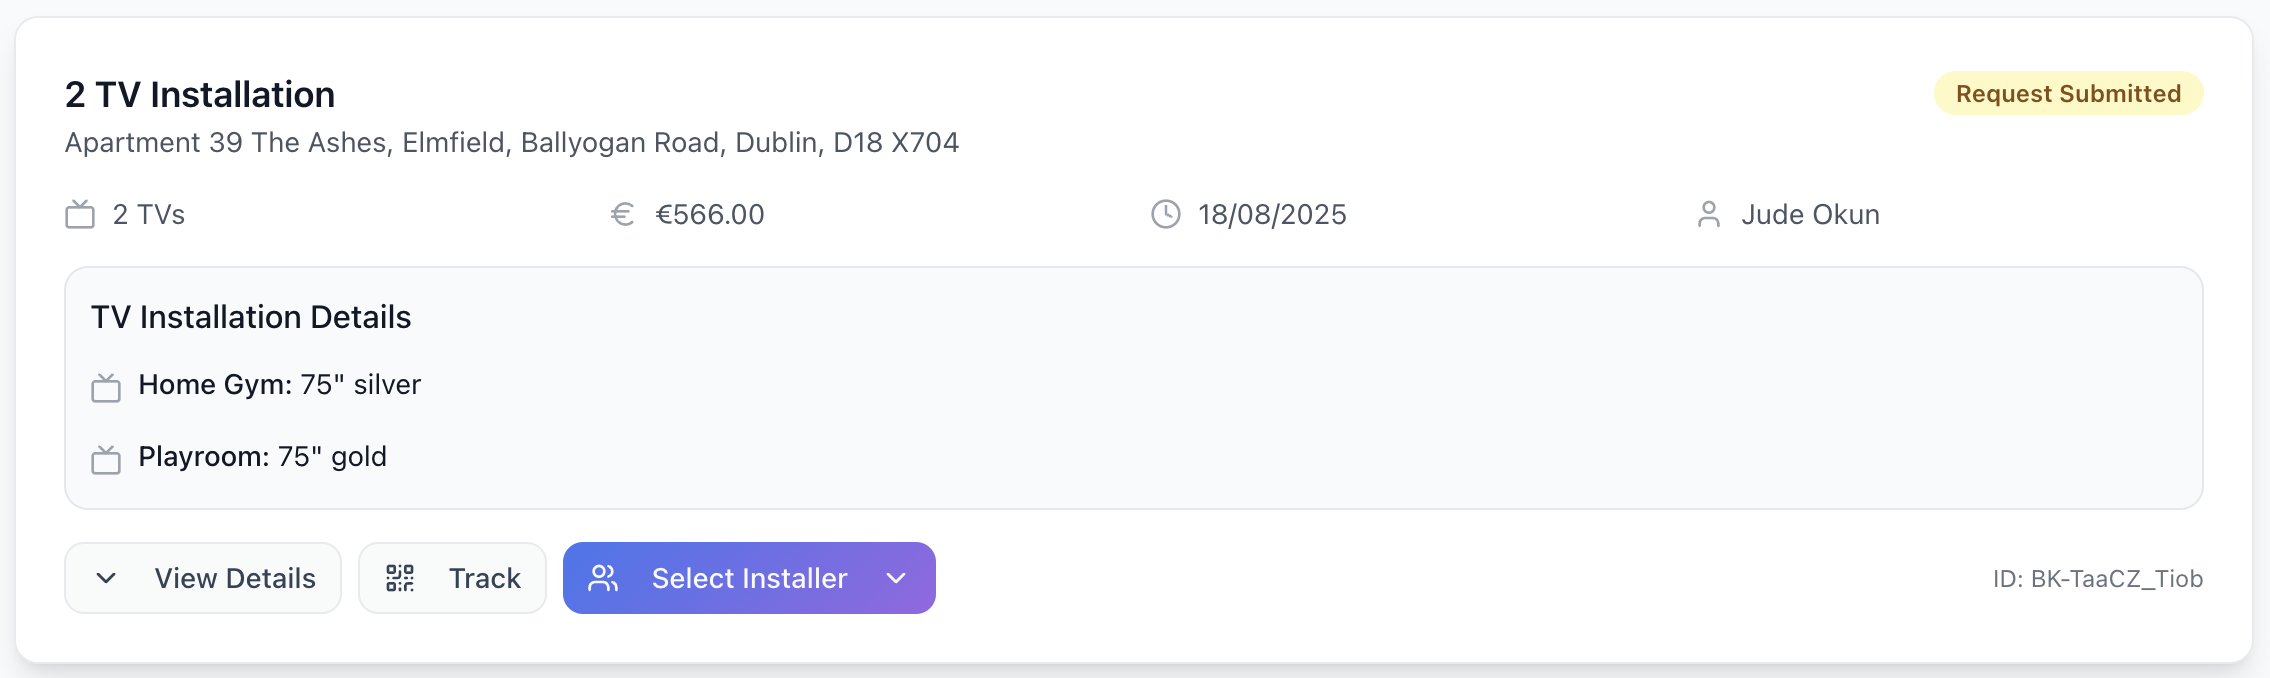 2 TV Installation
Request Submitted
Apartment 39 The Ashes, Elmfield, Ballyogan Road, Dublin, D18 X704
2 TVs
€566.00
18/08/2025
Jude Okun
TV Installation Details
Home Gym: 75" silver
Playroom: 75" gold
View Details
Track
Select Installer
ID: BK-TaaCZ_Tiob